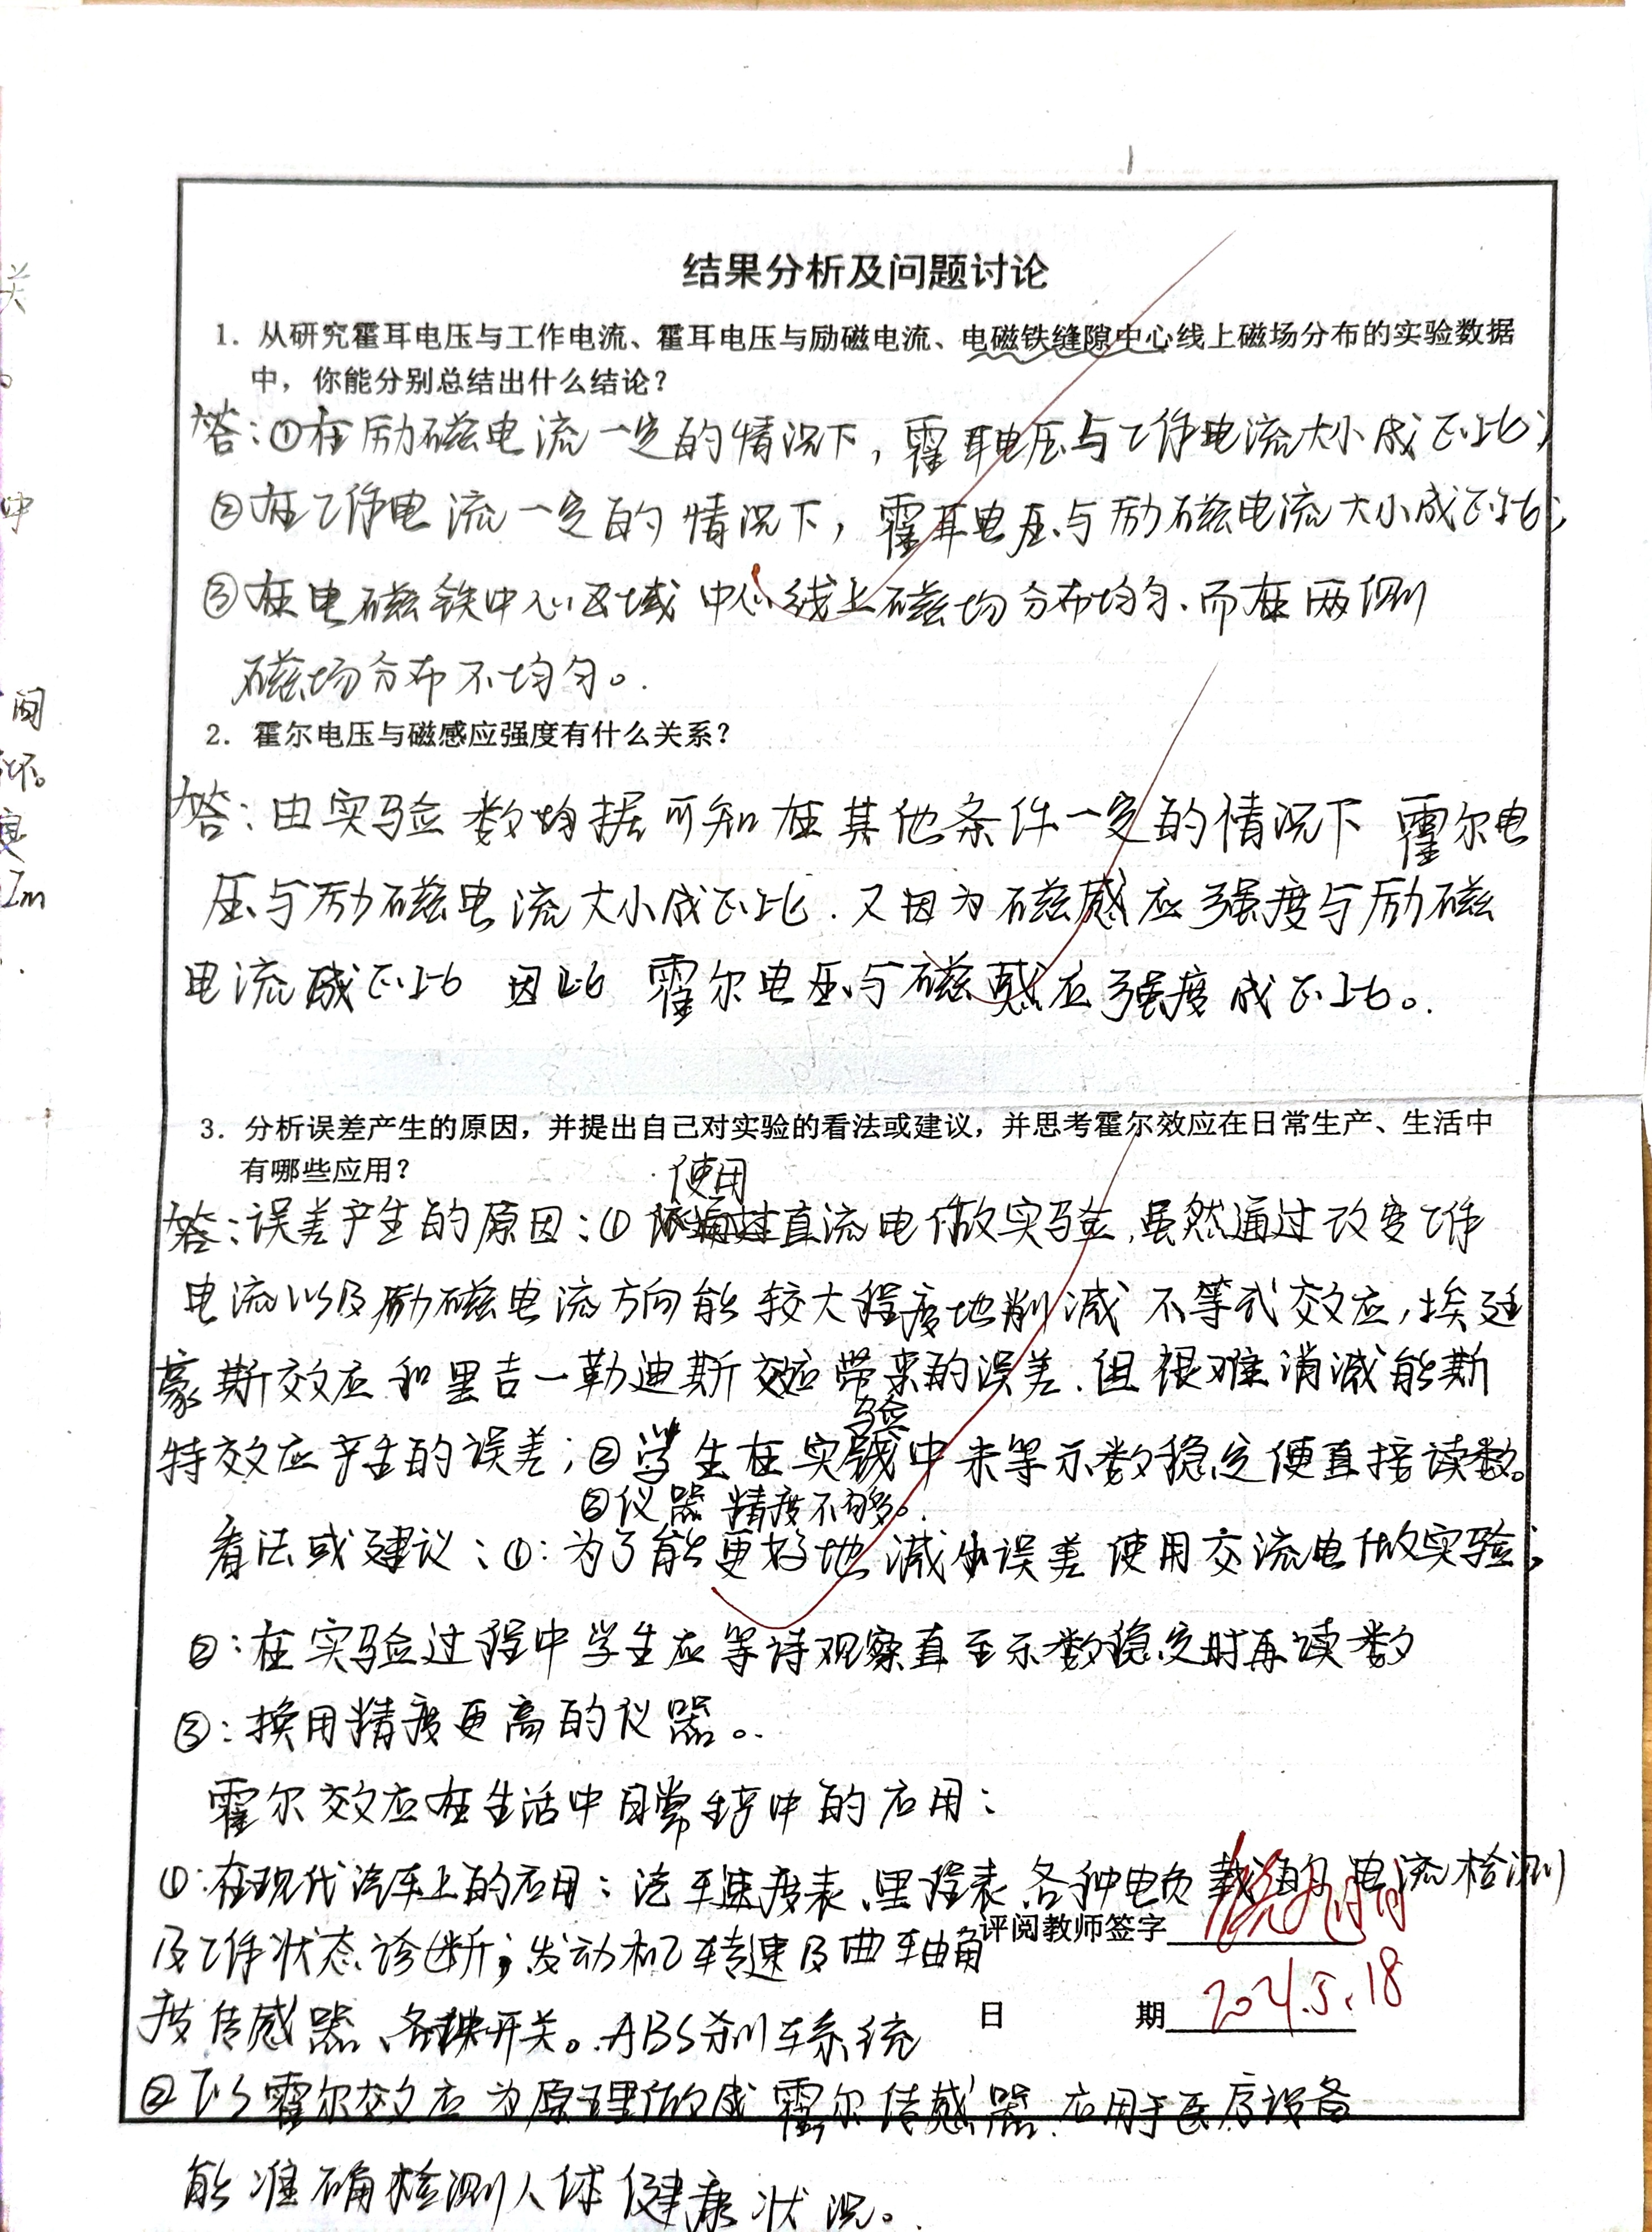 结果分析及问题讨论
1. 从研究霍耳电压与工作电流、霍耳电压与励磁电流、电磁铁缝隙中心线上磁场分布的实验数据
中，你能分别总结出什么结论？
答：①在励磁电流一定的情况下，霍耳电压与工作电流大小成正比；
②在工作电流一定的情况下，霍耳电压与励磁电流大小成正比；
③在电磁铁中心区域中心线上磁场分布均匀、而在两侧
磁场分布不均匀。
2. 霍尔电压与磁感应强度有什么关系？
答：由实验数据可知在其他条件一定的情况下 霍尔电
压与励磁电流大小成正比．又因为磁感应强度与励磁
电流成正比 因此 霍尔电压与磁感应强度成正比。
3. 分析误差产生的原因，并提出自己对实验的看法或建议，并思考霍尔效应在日常生产、生活中
有哪些应用？
使用
答：误差产生的原因：①直流电做实验，虽然通过改变工作
电流以及励磁电流方向能较大程度地削减 不等式效应，埃廷
豪斯效应和里吉一勒迪斯效应带来的误差．但很难消减能斯
验
特效应产生的误差；②学生在实中未等示数稳定便直接读数。
③仪器精度不够。
看法或建议：①：为了能更好地减小误差 使用交流电做实验；
②：在实验过程中学生应等待观察直至示数稳定时再读数
③：换用精度更高的仪器。
霍尔效应在生活中日常生产中的应用：
①：在现代汽车上的应用：汽车速度表、里程表、各种电负载的电流检测
及工作状态诊断；发动机转速及曲轴角
评阅教师签字
度传感器、各种开关。ABS刹车系统
日 期 2021.5.18
②以霍尔效应为原理做成霍尔传感器．应用于医疗设备
能准确检测人体健康状况。
关
中
间
坏。
Im